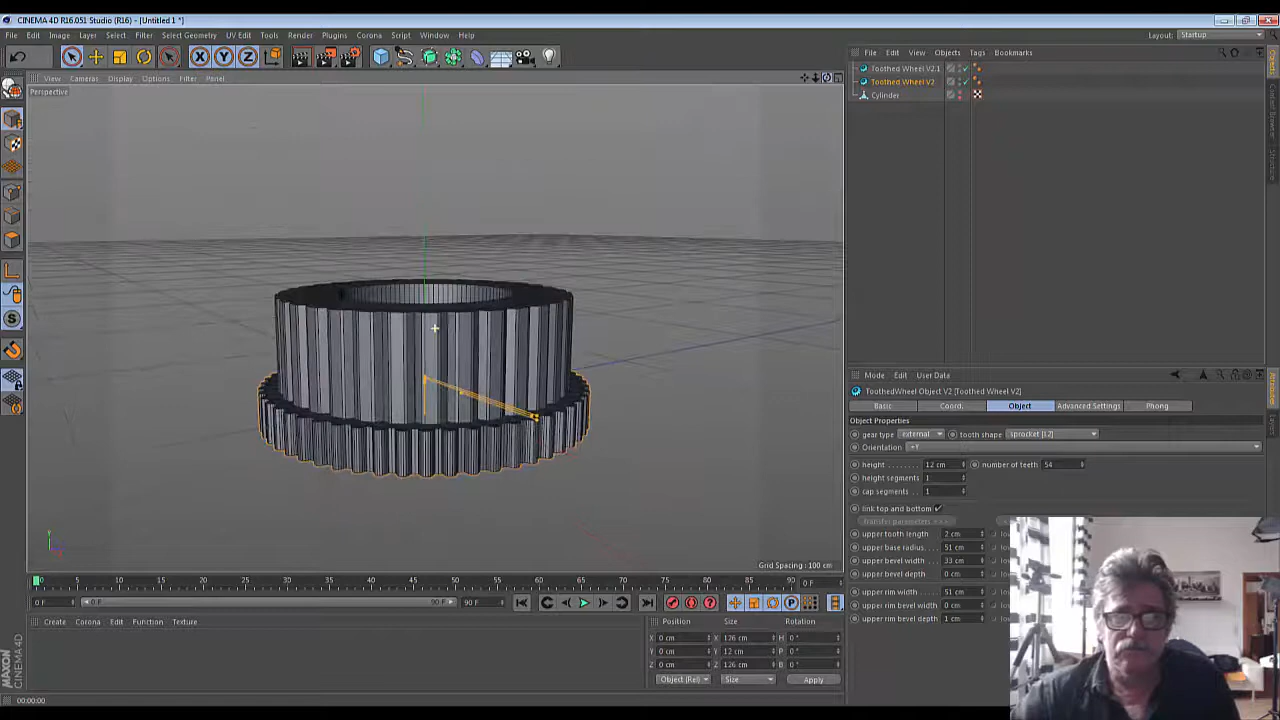 CINEMA 4D R16.051 Studio (R16) - [Untitled 1 *]
File Edit Image Layer Select Filter Select Geometry UV Edit Tools Render Plugins Corona Script Window Help
Layout: Startup
View Cameras Display Options Filter Panel
Perspective
File Edit View Objects Tags Bookmarks
Toothed Wheel V2.1
Toothed Wheel V2
Cylinder
Mode Edit View
ToothedWheel Object V2 [Toothed Wheel V2]
Basic Coord. Object Advanced Settings Phong
Object Properties
gear type external tooth shape sprocket [L2]
Orientation +Y
height 12 cm number of teeth 54
height segments 1
cap segments 1
link top and bottom
Transfer parameters
upper tooth length 2 cm
upper base radius 51 cm
upper bevel width 33 cm
upper bevel depth 0 cm
upper rim width 51 cm
upper rim bevel width 0 cm
upper rim bevel depth 1 cm
Grid Spacing : 100 cm
0 5 10 15 20 25 30 35 40 45 50 55 60 65 70 75 80 85 90 0 F
0 F 0 F 90 F 90 F
Create Corona Edit Function Texture
Position Size Rotation
X 0 cm X 126 cm H 0 °
Y 0 cm Y 12 cm P 0 °
Z 0 cm Z 126 cm B 0 °
Object (Rel) Size Apply
MAXON CINEMA 4D
00:00:00